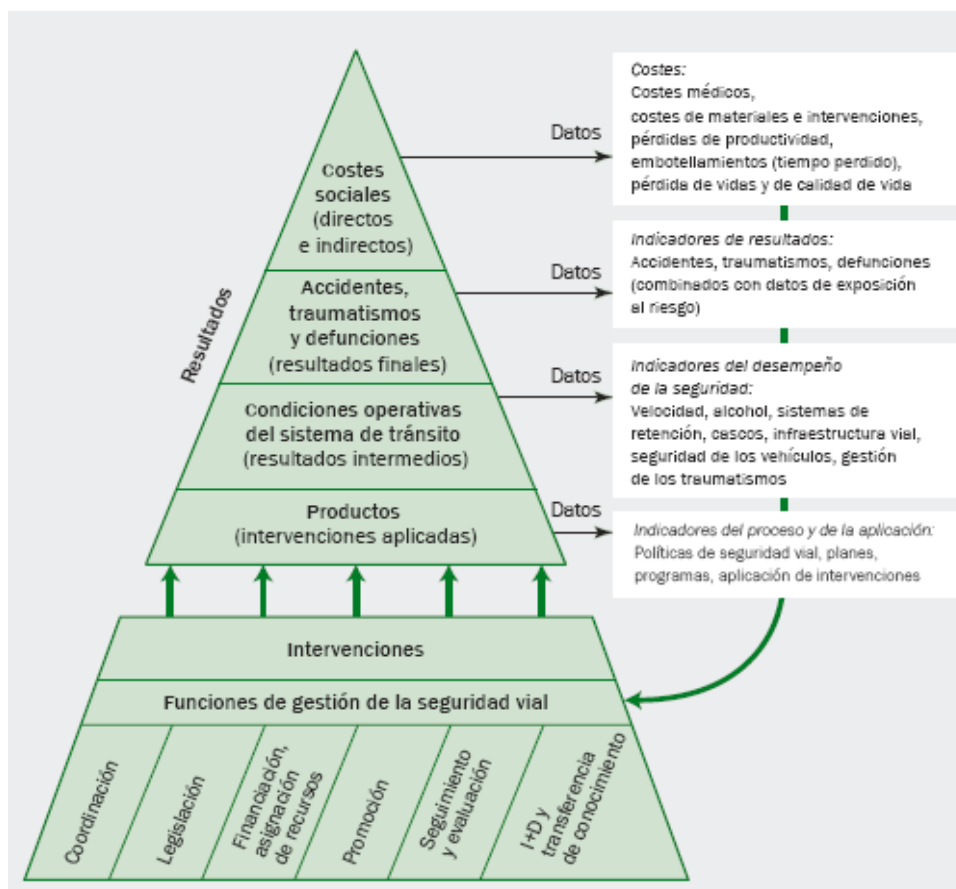 Costes:
Costes médicos,
costes de materiales e intervenciones,
pérdidas de productividad,
embotellamientos (tiempo perdido),
pérdida de vidas y de calidad de vida
Datos
Costes
sociales
(directos
e indirectos)
Indicadores de resultados:
Accidentes, traumatismos, defunciones
(combinados con datos de exposición
al riesgo)
Datos
Accidentes,
traumatismos
y defunciones
(resultados finales)
Resultados
Indicadores del desempeño
de la seguridad:
Velocidad, alcohol, sistemas de
retención, cascos, infraestructura vial,
seguridad de los vehículos, gestión
de los traumatismos
Datos
Condiciones operativas
del sistema de tránsito
(resultados intermedios)
Datos
Productos
(intervenciones aplicadas)
Indicadores del proceso y de la aplicación:
Políticas de seguridad vial, planes,
programas, aplicación de intervenciones
Intervenciones
Funciones de gestión de la seguridad vial
Coordinación
Legislación
Financiación,
asignación
de recursos
Promoción
Seguimiento
y evaluación
I+D y
transferencia
de conocimiento